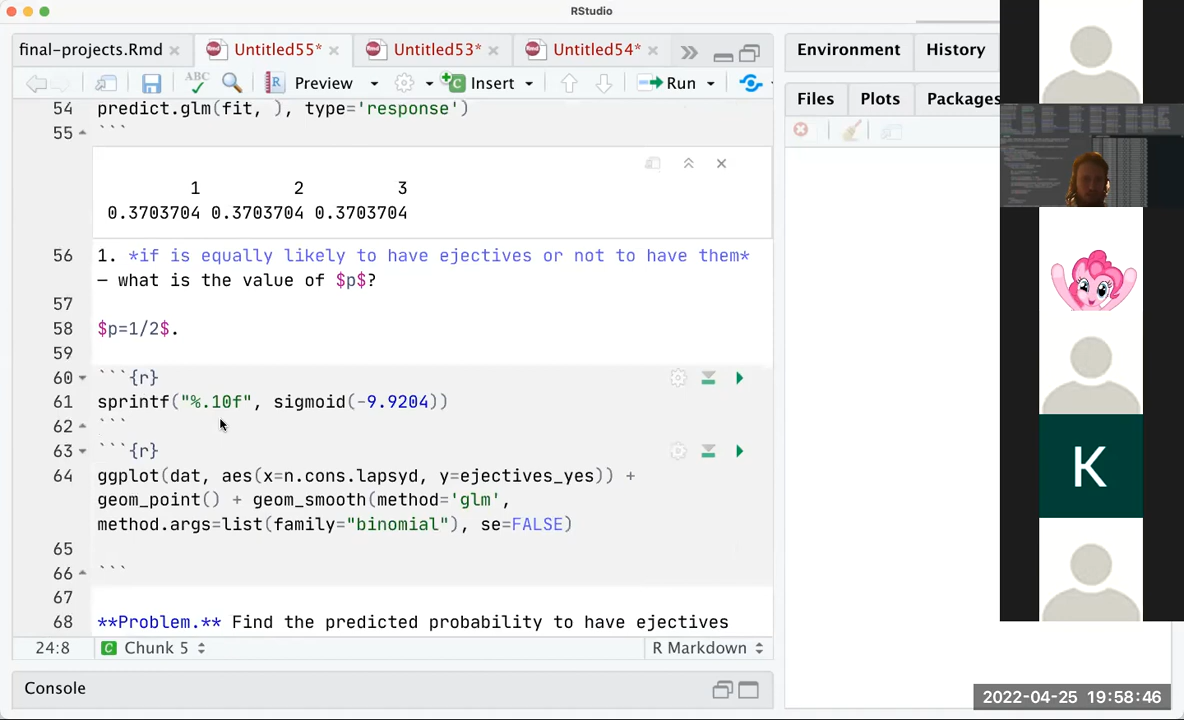 RStudio
final-projects.Rmd
Untitled55*
Untitled53*
Untitled54*
Environment
History
Preview
Insert
Run
Files
Plots
Packages
54 predict.glm(fit, ), type='response')
55 ```
1 2 3
0.3703704 0.3703704 0.3703704
56 1. *if is equally likely to have ejectives or not to have them*
— what is the value of $p$?
57
58 $p=1/2$.
59
60 ```{r}
61 sprintf("%.10f", sigmoid(-9.9204))
62 ```
63 ```{r}
64 ggplot(dat, aes(x=n.cons.lapsyd, y=ejectives_yes)) +
geom_point() + geom_smooth(method='glm',
method.args=list(family="binomial"), se=FALSE)
65
66 ```
67
68 **Problem.** Find the predicted probability to have ejectives
24:8
Chunk 5
R Markdown
Console
K
2022-04-25 19:58:46